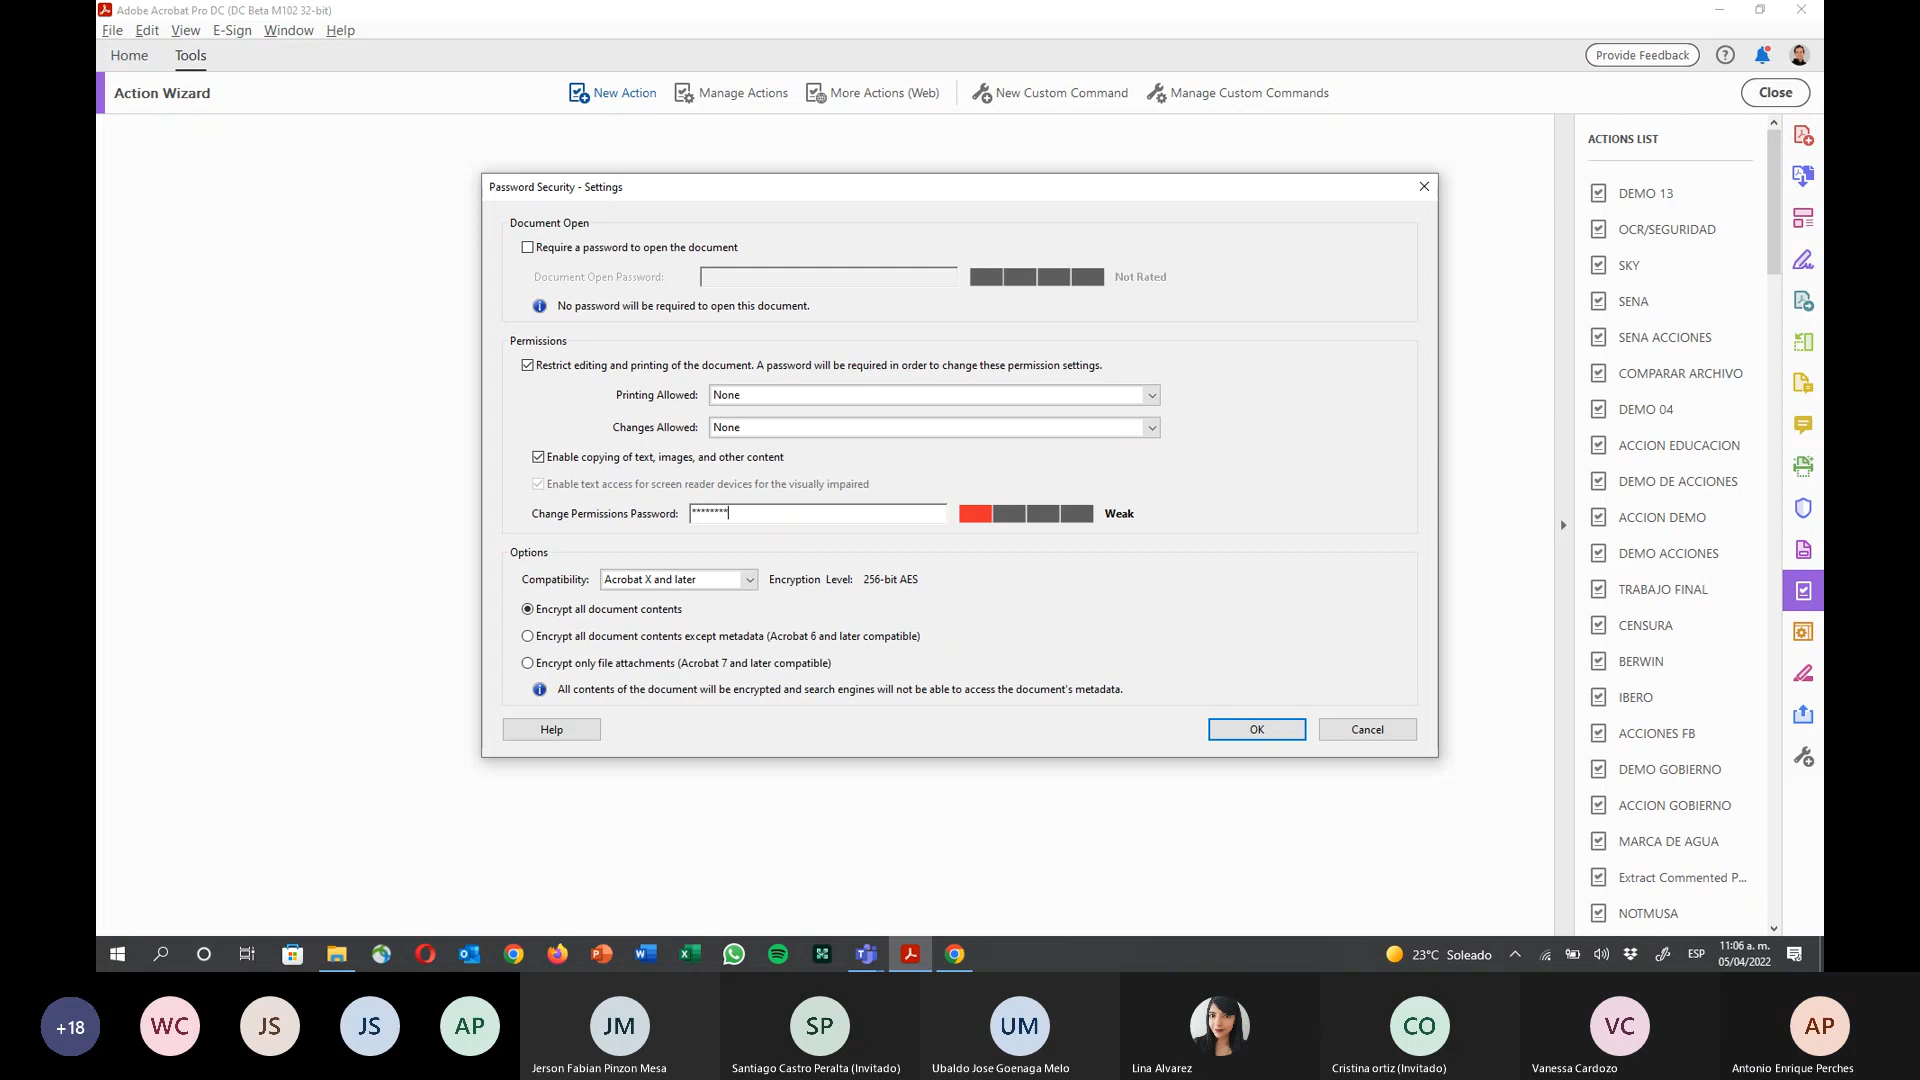 Adobe Acrobat Pro DC (DC Beta M102 32-bit)
File Edit View E-Sign Window Help
Home Tools
Provide Feedback
Action Wizard
New Action
Manage Actions
More Actions (Web)
New Custom Command
Manage Custom Commands
Close
Password Security - Settings
Document Open
Require a password to open the document
Document Open Password:
Not Rated
No password will be required to open this document.
Permissions
Restrict editing and printing of the document. A password will be required in order to change these permission settings.
Printing Allowed: None
Changes Allowed: None
Enable copying of text, images, and other content
Enable text access for screen reader devices for the visually impaired
Change Permissions Password: ********
Weak
Options
Compatibility: Acrobat X and later Encryption Level: 256-bit AES
Encrypt all document contents
Encrypt all document contents except metadata (Acrobat 6 and later compatible)
Encrypt only file attachments (Acrobat 7 and later compatible)
All contents of the document will be encrypted and search engines will not be able to access the document's metadata.
Help
OK
Cancel
ACTIONS LIST
DEMO 13
OCR/SEGURIDAD
SKY
SENA
SENA ACCIONES
COMPARAR ARCHIVO
DEMO 04
ACCION EDUCACION
DEMO DE ACCIONES
ACCION DEMO
DEMO ACCIONES
TRABAJO FINAL
CENSURA
BERWIN
IBERO
ACCIONES FB
DEMO GOBIERNO
ACCION GOBIERNO
MARCA DE AGUA
Extract Commented P...
NOTMUSA
23°C Soleado
ESP
11:06 a. m.
05/04/2022
+18
WC
JS
JS
AP
JM
SP
UM
CO
VC
AP
Jerson Fabian Pinzon Mesa
Santiago Castro Peralta (Invitado)
Ubaldo Jose Goenaga Melo
Lina Alvarez
Cristina ortiz (Invitado)
Vanessa Cardozo
Antonio Enrique Perches